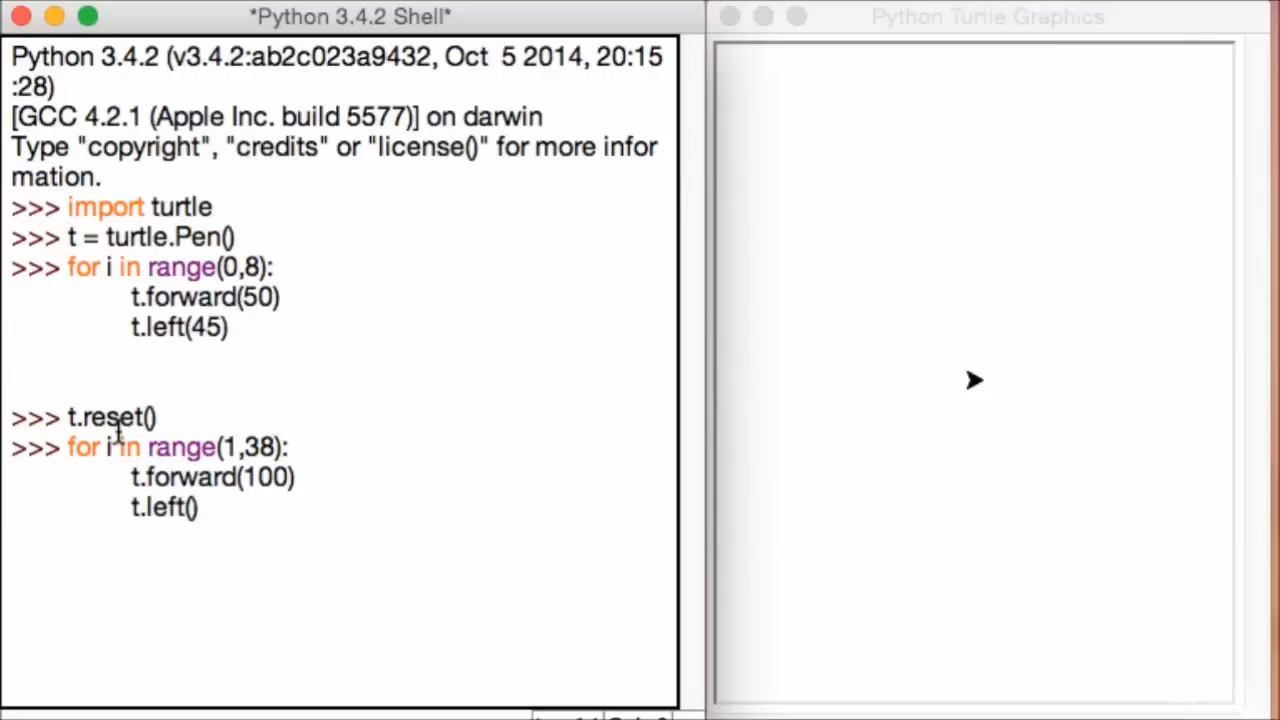 *Python 3.4.2 Shell*
Python Turtle Graphics
Python 3.4.2 (v3.4.2:ab2c023a9432, Oct  5 2014, 20:15
:28)
[GCC 4.2.1 (Apple Inc. build 5577)] on darwin
Type "copyright", "credits" or "license()" for more infor
mation.
>>> import turtle
>>> t = turtle.Pen()
>>> for i in range(0,8):
t.forward(50)
t.left(45)
>>> t.reset()
>>> for i in range(1,38):
t.forward(100)
t.left()